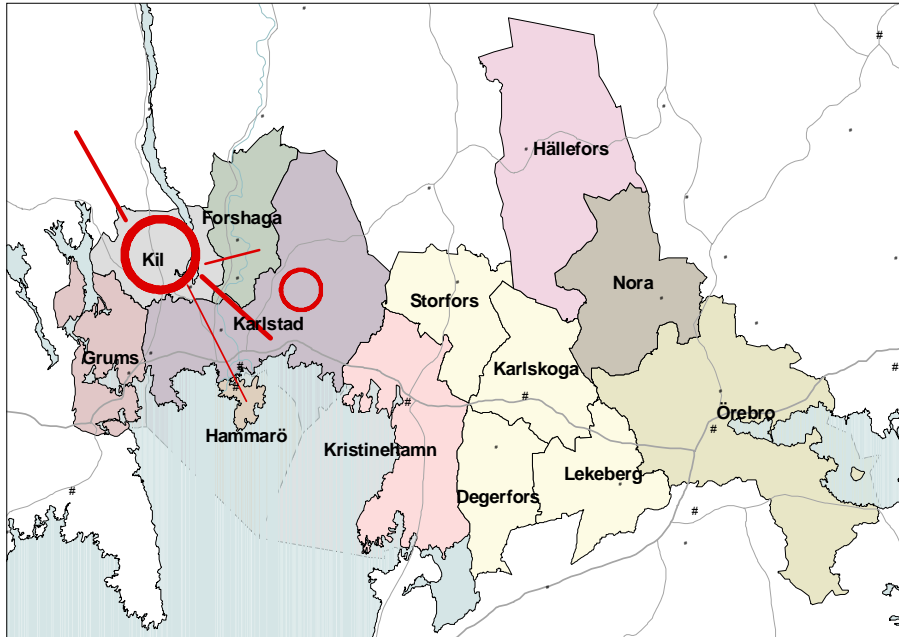 Hällefors
Forshaga
Kil
Nora
Storfors
Karlstad
Grums
Karlskoga
Örebro
Hammarö
Kristinehamn
Lekeberg
Degerfors
#
#
#
#
#
#
#
#
#